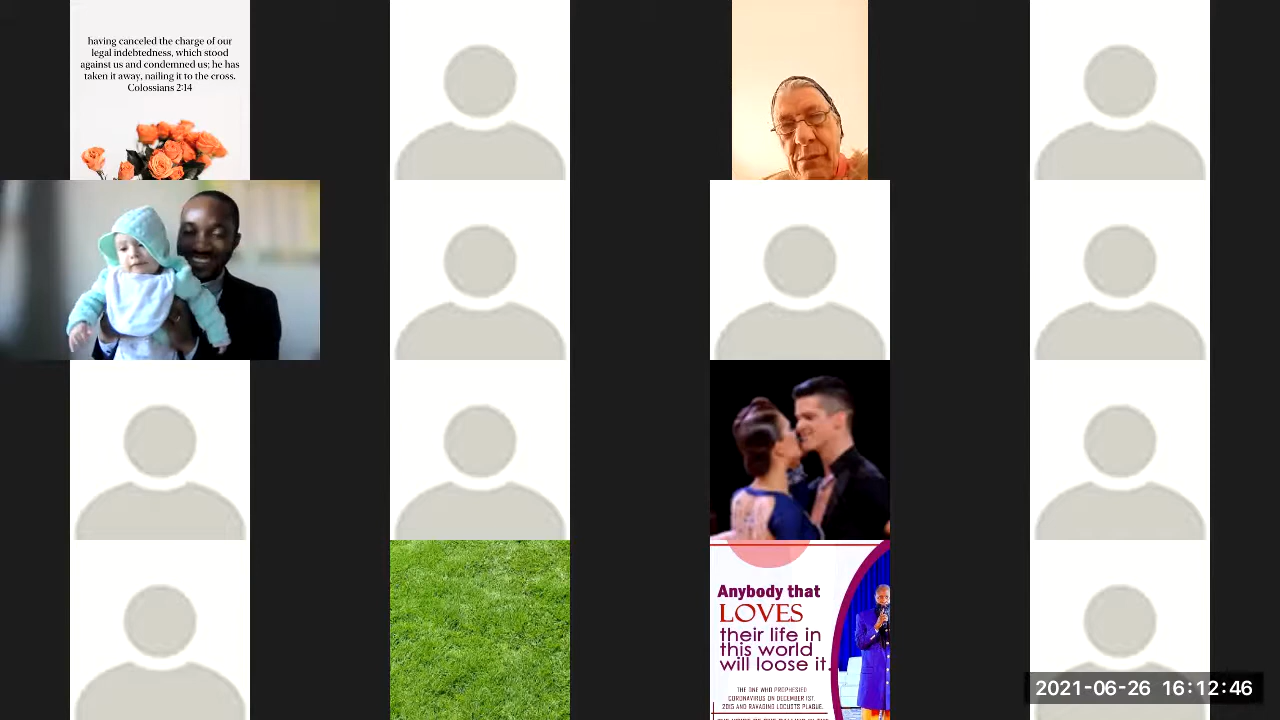 having canceled the charge of our
legal indebtedness, which stood
against us and condemned us; he has
taken it away, nailing it to the cross.
Colossians 2:14
Anybody that
LOVES
their life in
this world
will loose it.
THE ONE WHO PROPHESIED
CORONAVIRUS ON DECEMBER 1ST,
2015 AND RAVAGING LOCUSTS PLAGUE.
2021-06-26 16:12:46